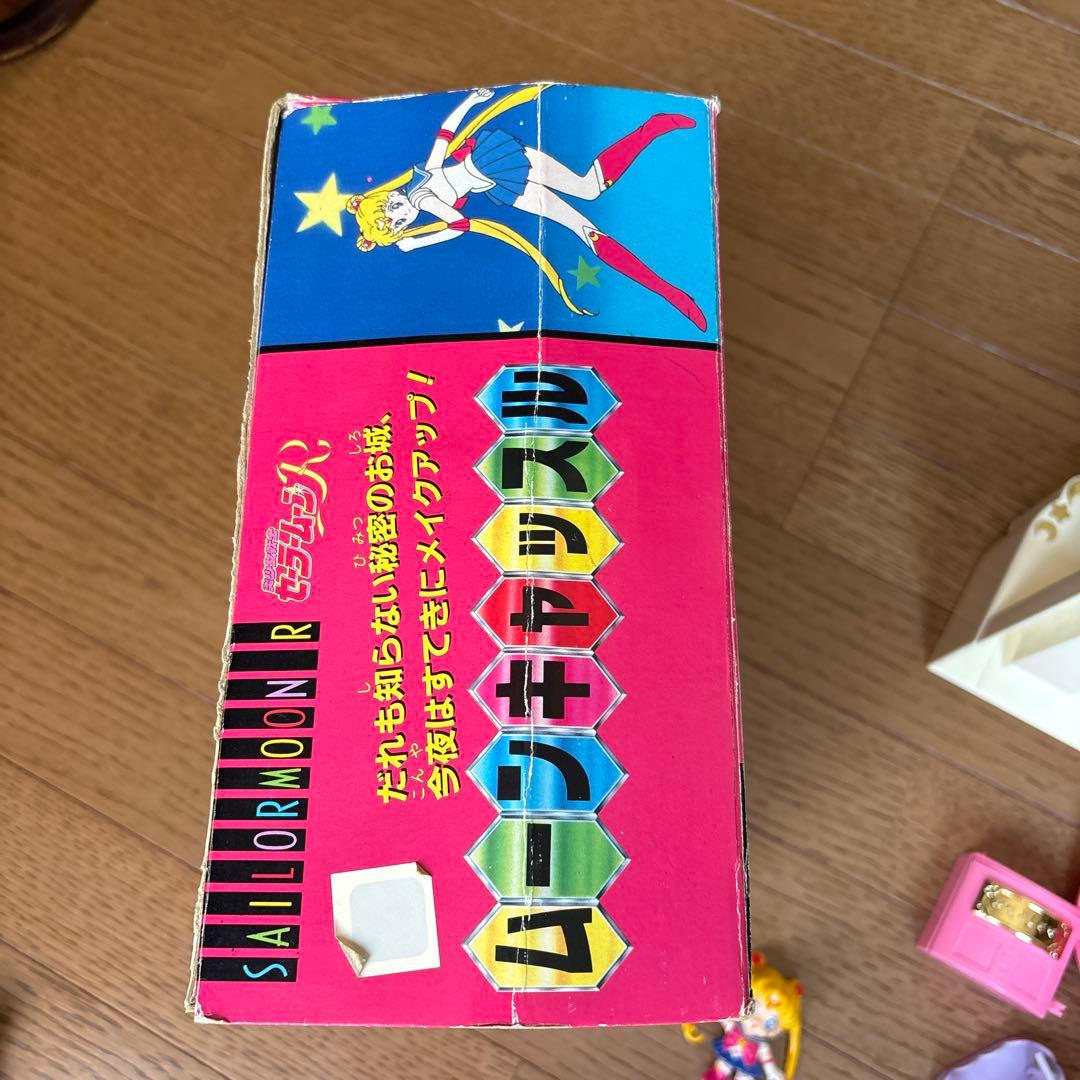 SAILORMOON R
美少女戦士
セーラームーンR
だれも知らない秘密のお城、
今夜はすてきにメイクアップ!
ムーンキャッスル